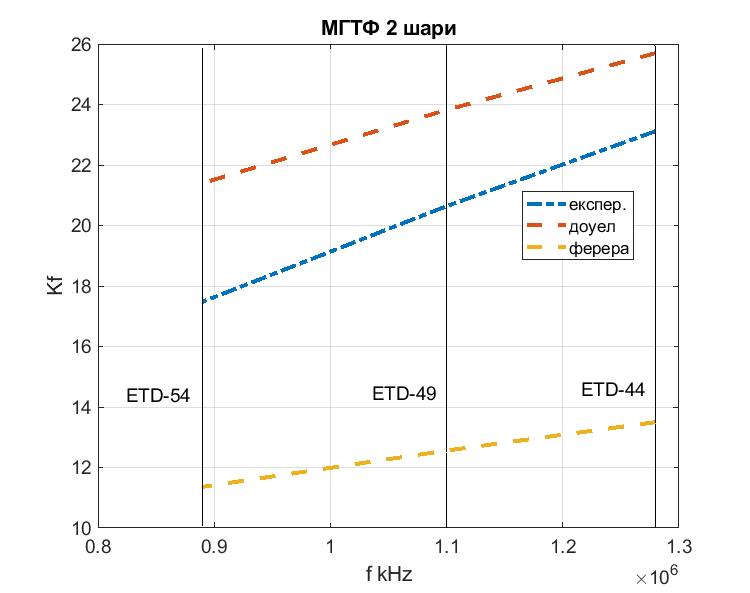 МГТФ 2 шари
26
24
22
20
18
16
14
12
10
Kf
експер.
доуел
ферера
ETD-54
ETD-49
ETD-44
0.8
0.9
1
1.1
1.2
1.3
f kHz
×10⁶